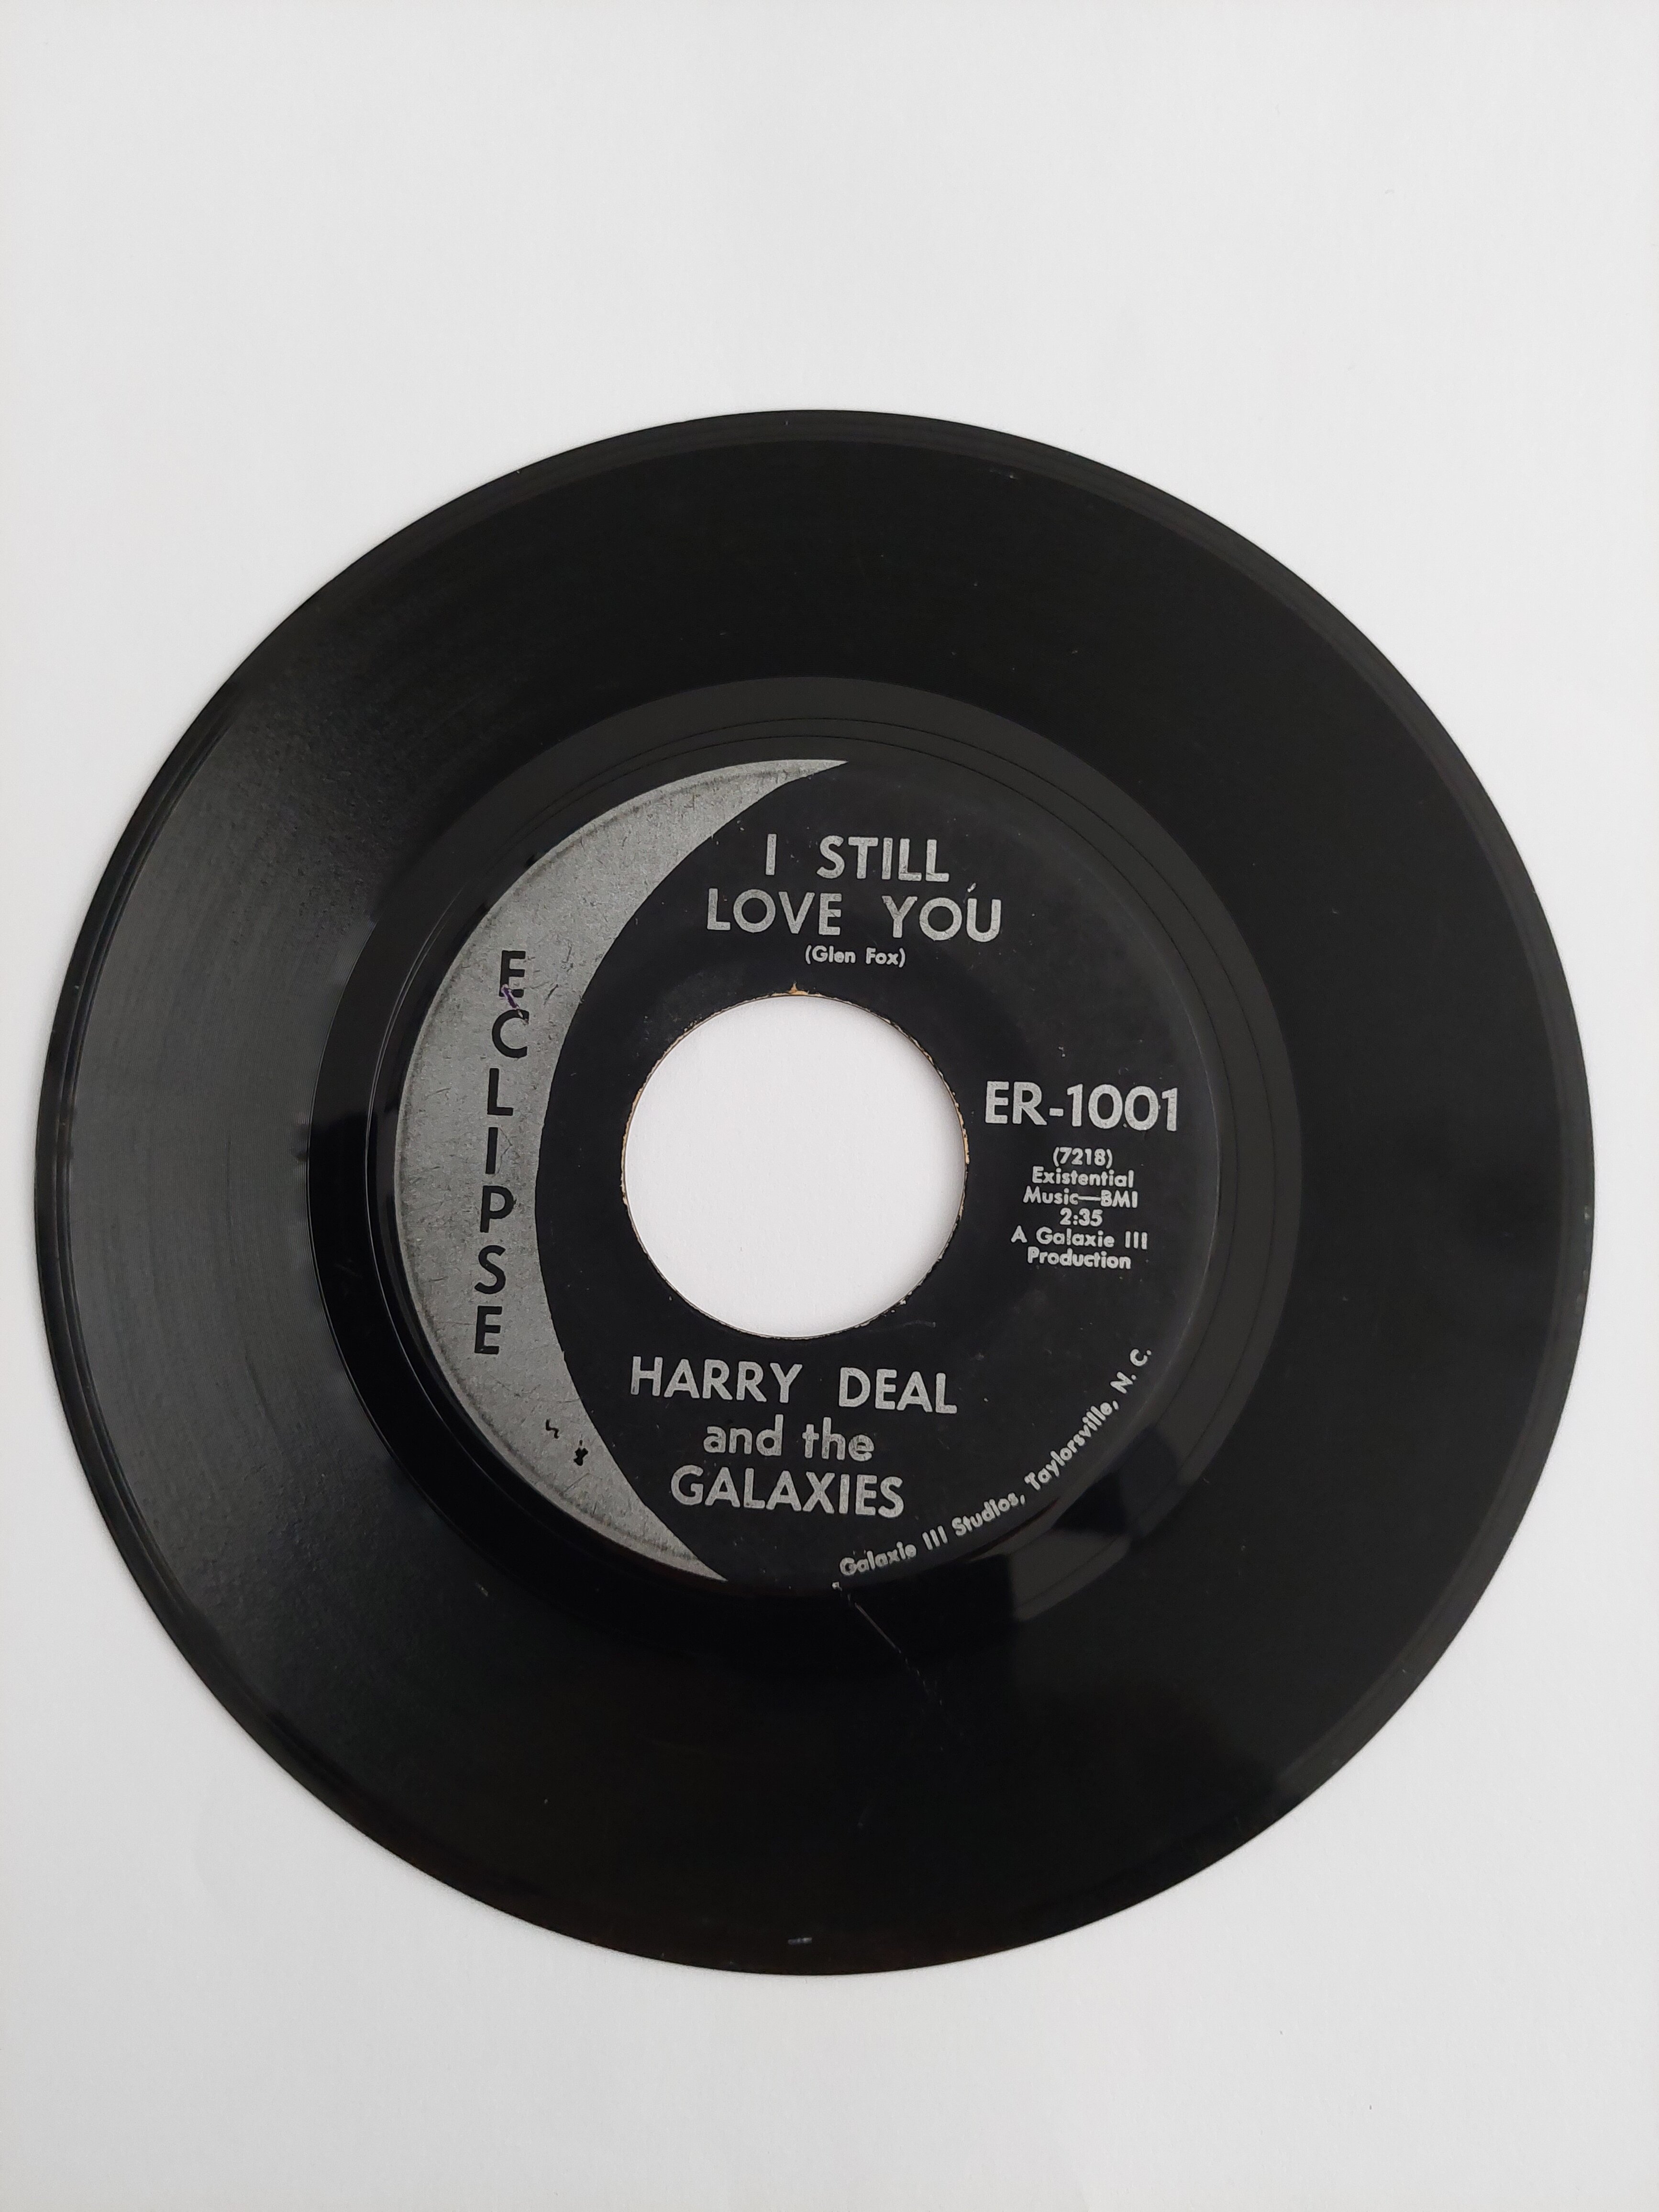 I STILL
LOVE YOU
(Glen Fox)
ECLIPSE
ER-1001
(7218)
Existential
Music—BMI
2:35
A Galaxie III
Production
HARRY DEAL
and the
GALAXIES
Galaxie III Studios, Taylorsville, N. C.